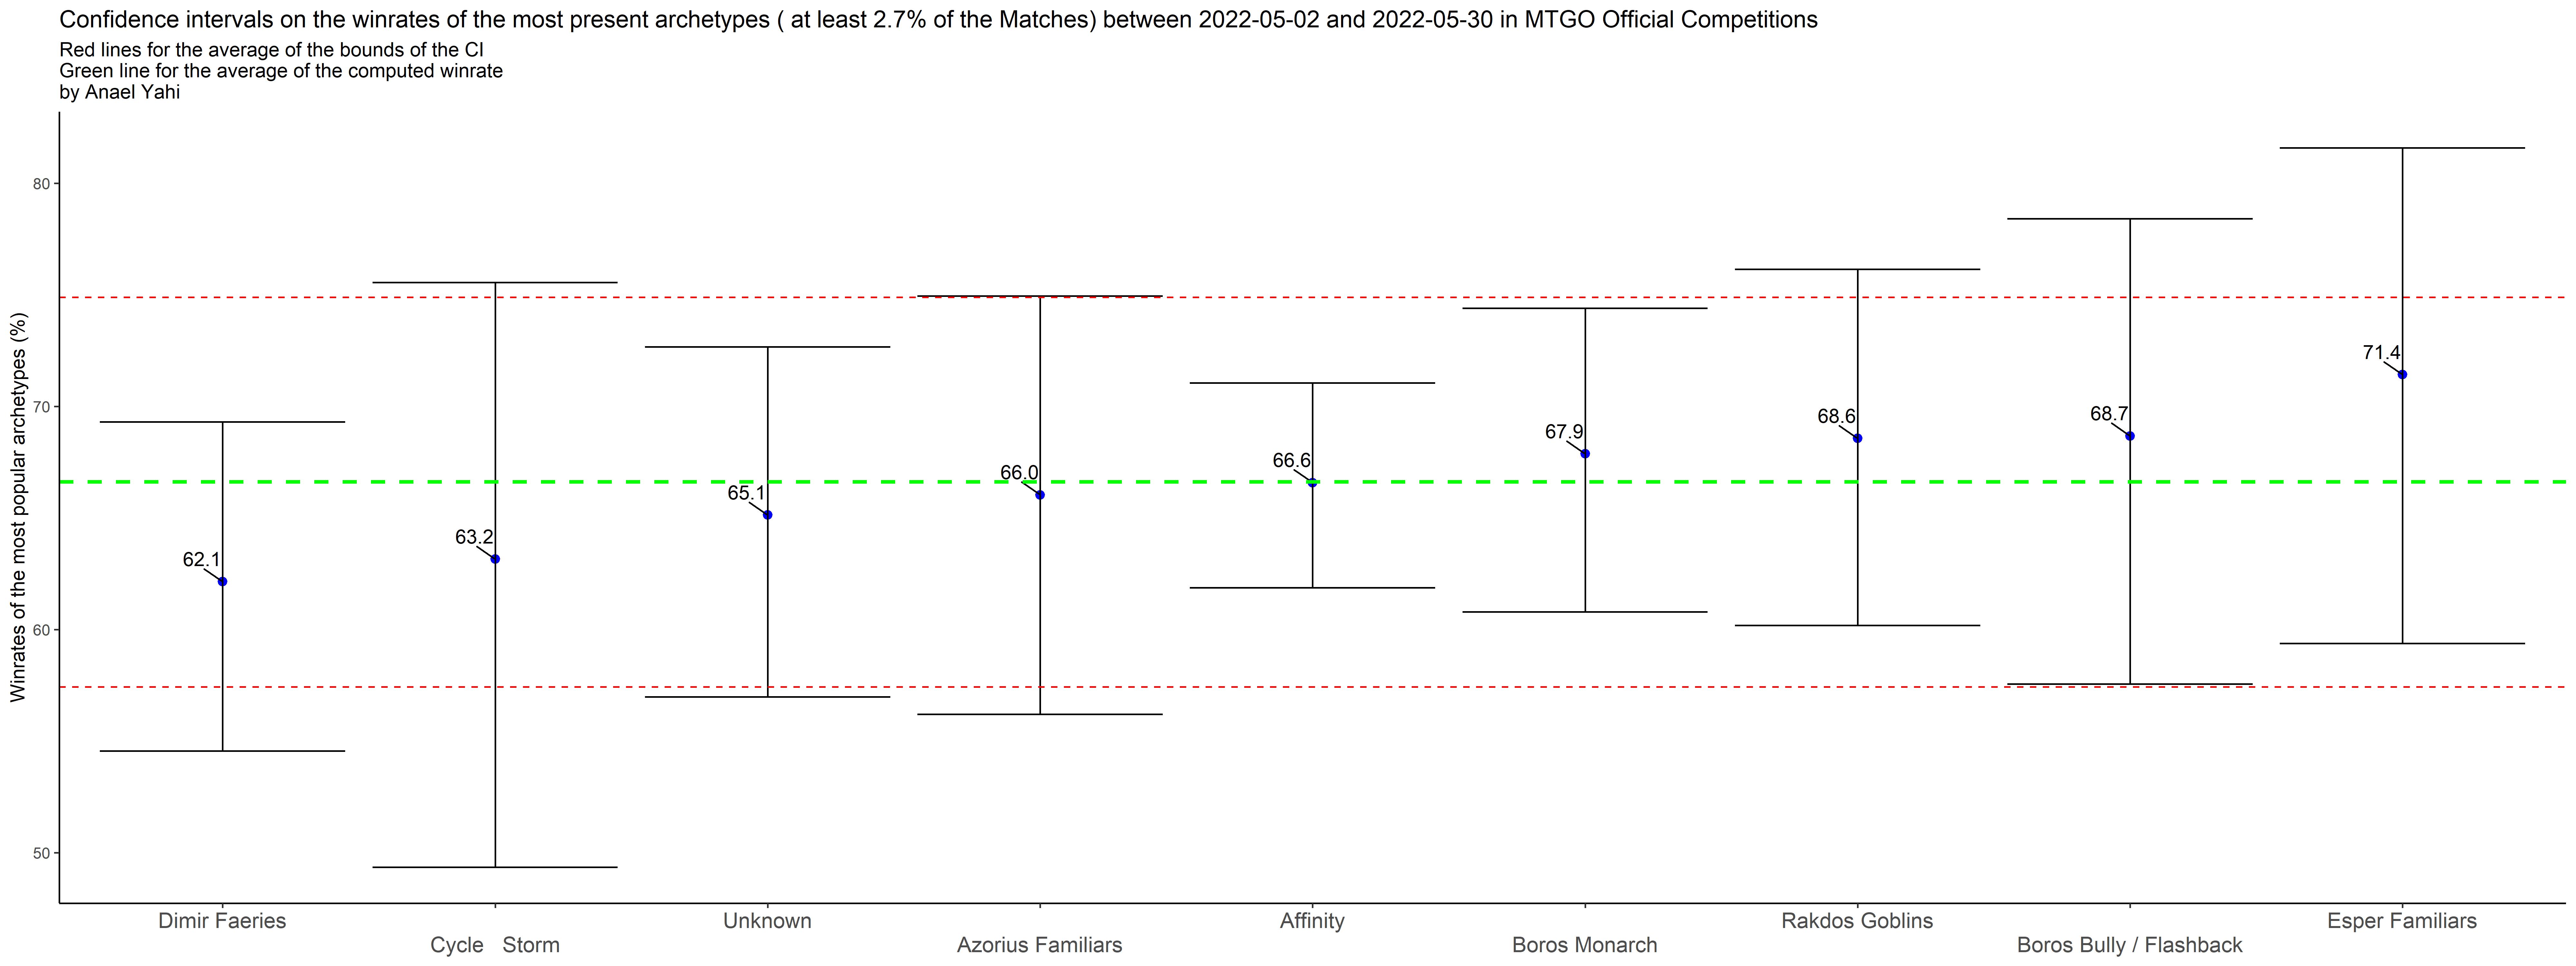 Confidence intervals on the winrates of the most present archetypes ( at least 2.7% of the Matches) between 2022-05-02 and 2022-05-30 in MTGO Official Competitions
Red lines for the average of the bounds of the CI
Green line for the average of the computed winrate
by Anael Yahi
Winrates of the most popular archetypes (%)
80
70
60
50
62.1
63.2
65.1
66.0
66.6
67.9
68.6
68.7
71.4
Dimir Faeries
Cycle   Storm
Unknown
Azorius Familiars
Affinity
Boros Monarch
Rakdos Goblins
Boros Bully / Flashback
Esper Familiars